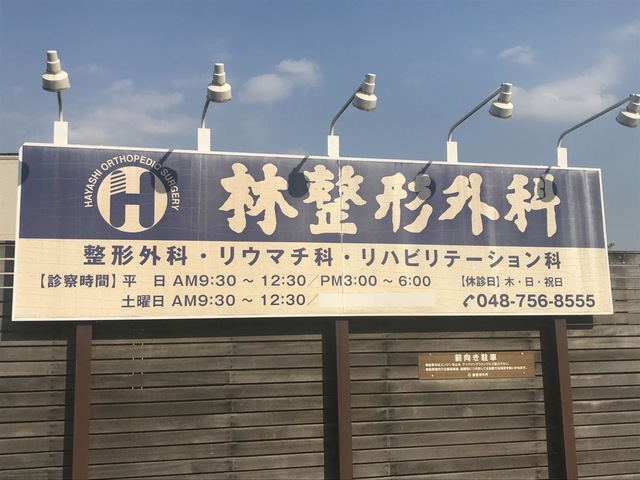 HAYASHI ORTHOPEDIC SURGERY
H
林整形外科
整形外科・リウマチ科・リハビリテーション科
【診察時間】平 日 AM9:30 ～ 12:30／PM3:00 ～ 6:00
土曜日 AM9:30 ～ 12:30／
【休診日】木・日・祝日
048-756-8555
前向き駐車